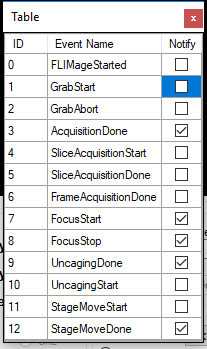 Table x
ID Event Name Notify
0 FLIMageStarted
1 GrabStart
2 GrabAbort
3 AcquisitionDone
4 SliceAcquisitionStart
5 SliceAcquisitionDone
6 FrameAcquisitionDone
7 FocusStart
8 FocusStop
9 UncagingDone
10 UncagingStart
11 StageMoveStart
12 StageMoveDone